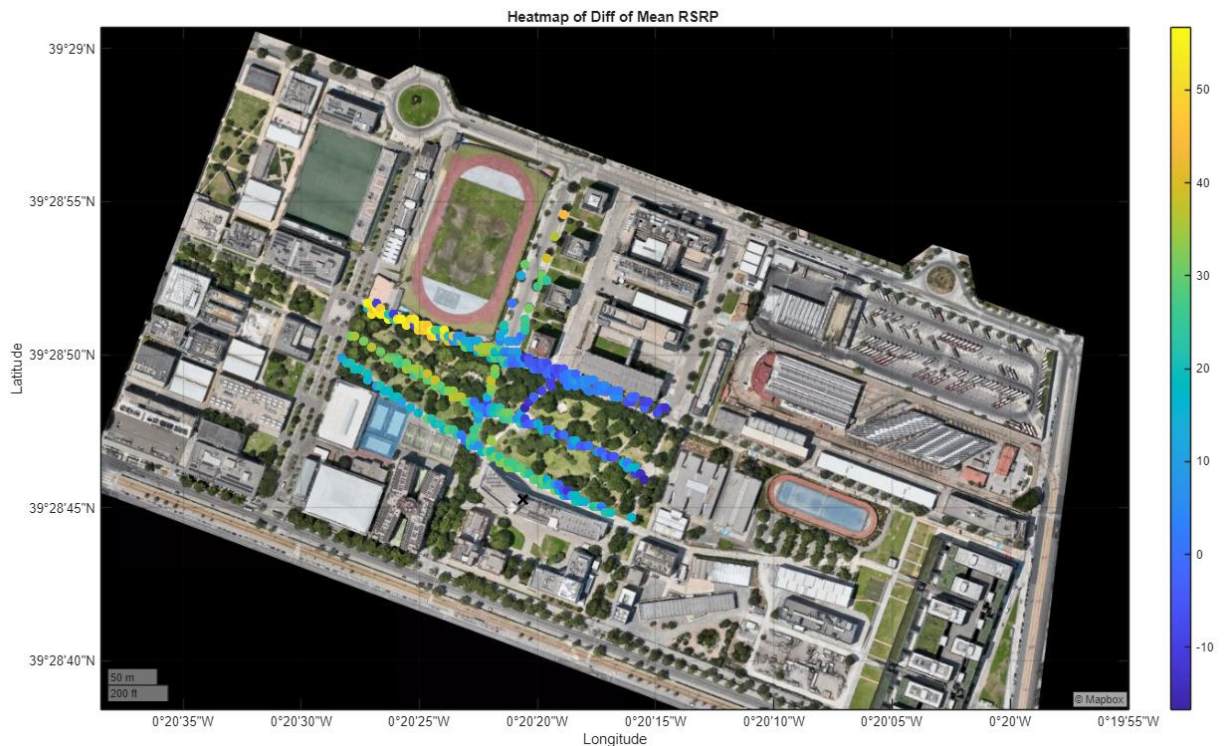 Heatmap of Diff of Mean RSRP
39°29'N
39°28'55"N
39°28'50"N
39°28'45"N
39°28'40"N
Latitude
50
40
30
20
10
0
-10
50 m
200 ft
© Mapbox
0°20'35"W 0°20'30"W 0°20'25"W 0°20'20"W 0°20'15"W 0°20'10"W 0°20'05"W 0°20'W 0°19'55"W
Longitude